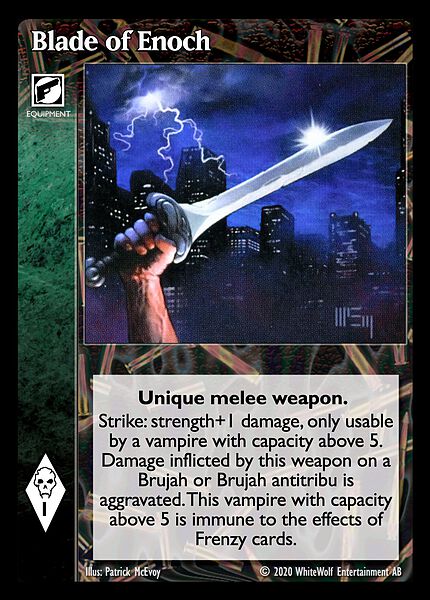 Blade of Enoch
EQUIPMENT
Unique melee weapon.
Strike: strength+1 damage, only usable
by a vampire with capacity above 5.
Damage inflicted by this weapon on a
Brujah or Brujah antitribu is
aggravated. This vampire with capacity
above 5 is immune to the effects of
Frenzy cards.
1
Illus: Patrick McEvoy
© 2020 WhiteWolf Entertainment AB